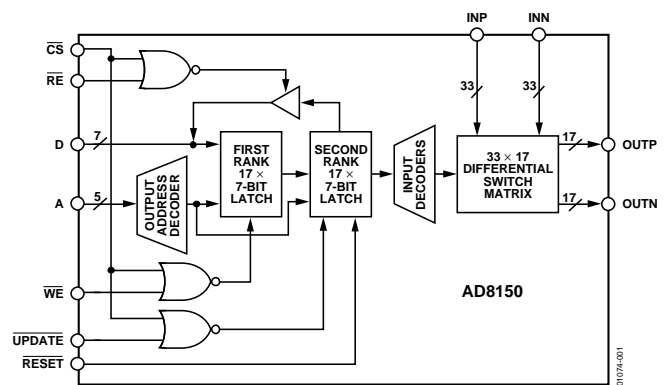 INP
INN
CS
RE
33
33
D
7
FIRST
RANK
17 ×
7-BIT
LATCH
SECOND
RANK
17 ×
7-BIT
LATCH
INPUT
DECODERS
33 × 17
DIFFERENTIAL
SWITCH
MATRIX
17
OUTP
17
OUTN
A
5
OUTPUT
ADDRESS
DECODER
WE
AD8150
UPDATE
RESET
01074-001